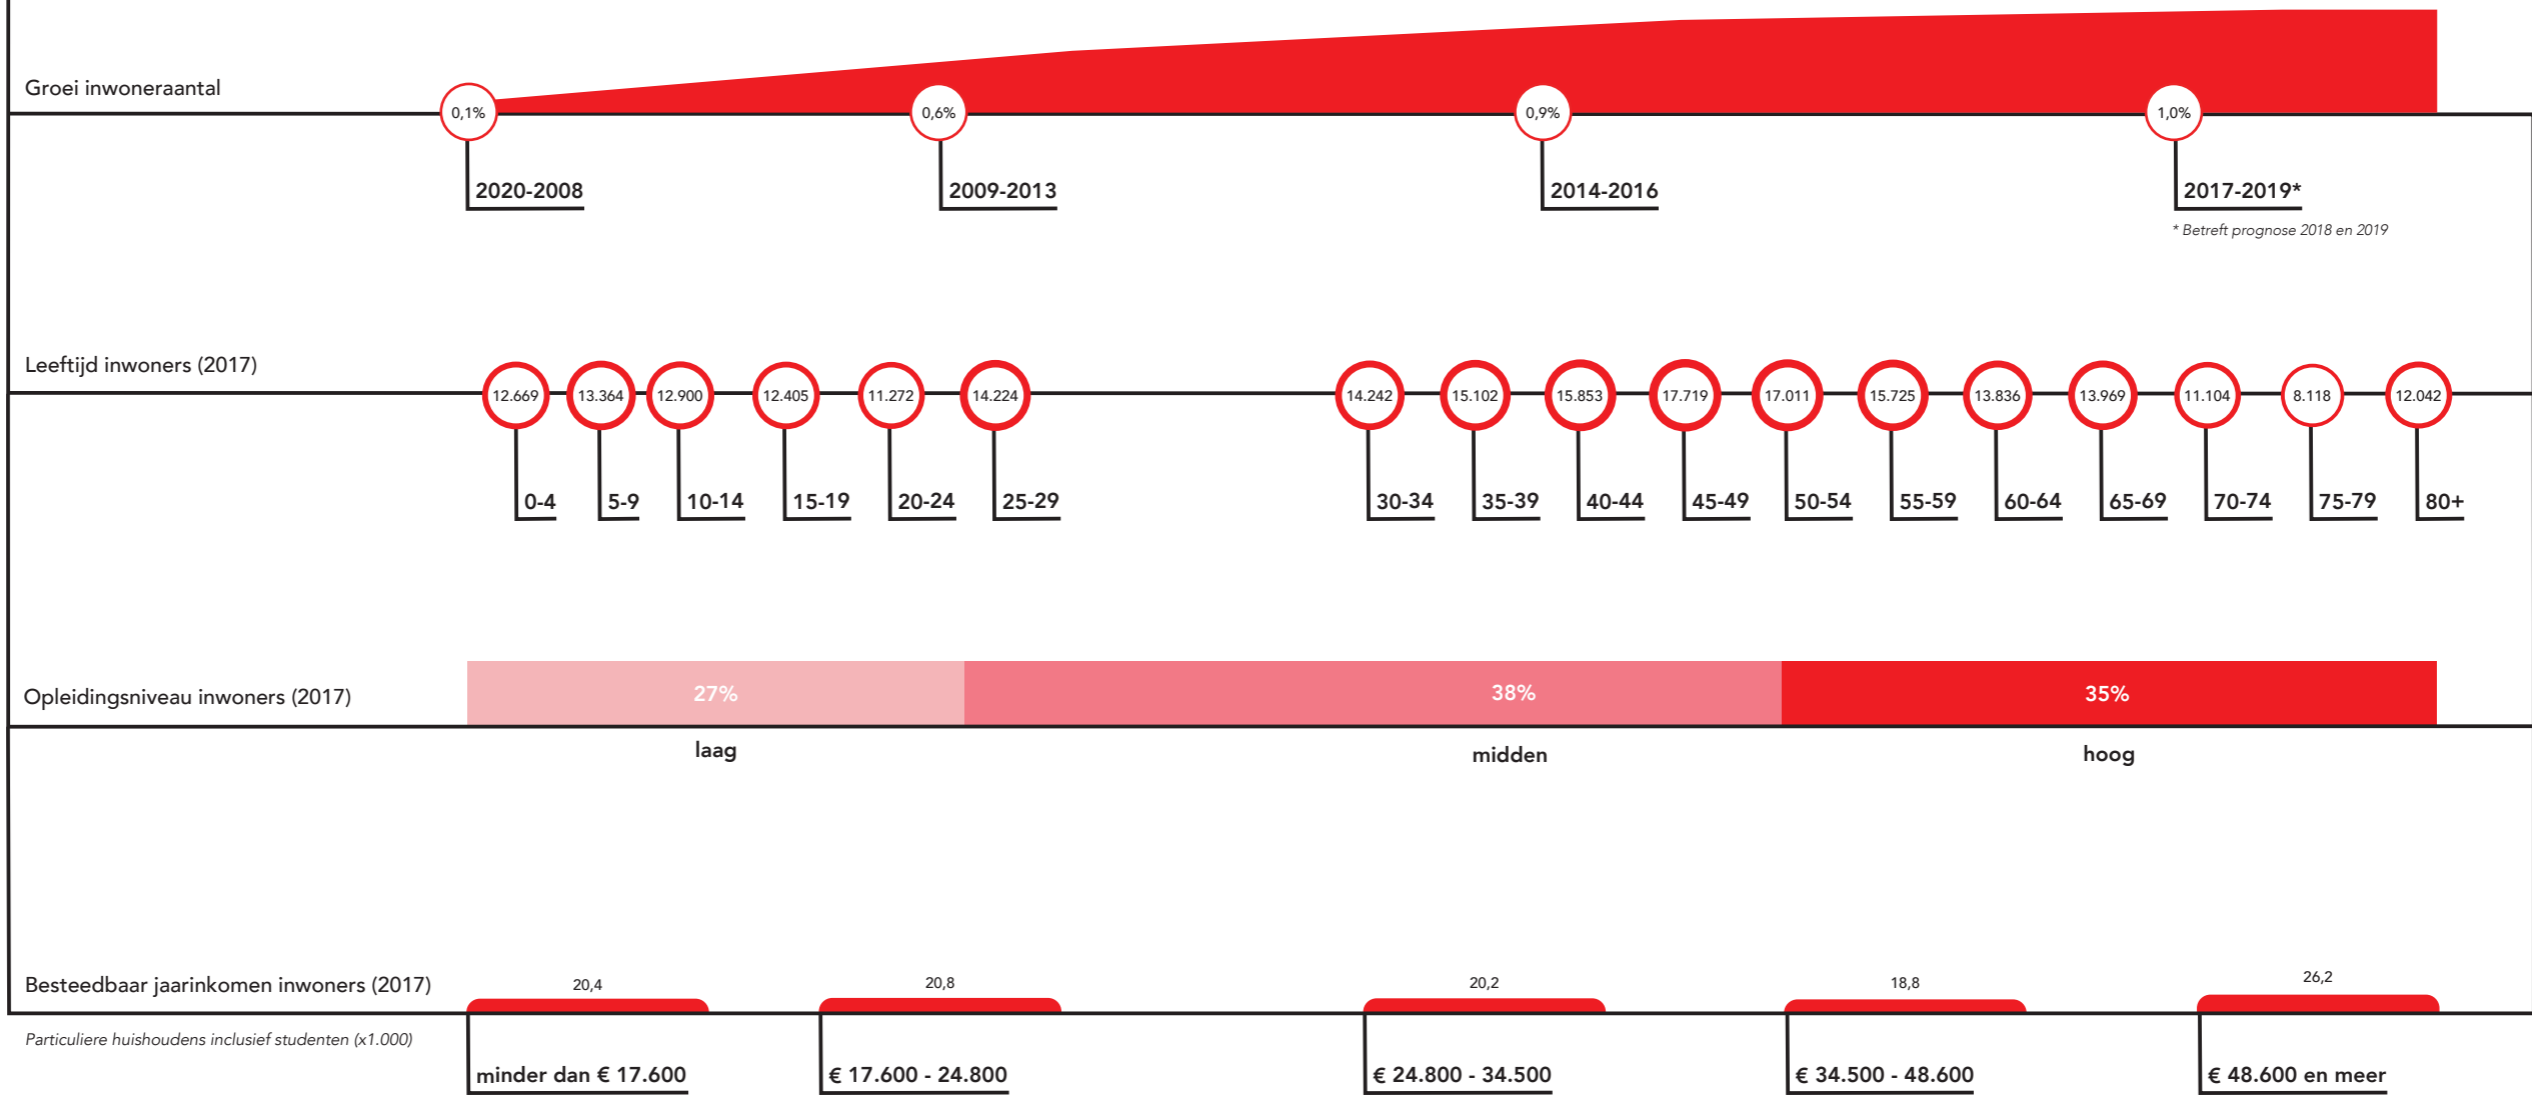 Groei inwoneraantal
0,1% 0,6% 0,9% 1,0%
2020-2008 2009-2013 2014-2016 2017-2019*
* Betreft prognose 2018 en 2019
Leeftijd inwoners (2017)
12.669 13.364 12.900 12.405 11.272 14.224 14.242 15.102 15.853 17.719 17.011 15.725 13.836 13.969 11.104 8.118 12.042
0-4 5-9 10-14 15-19 20-24 25-29 30-34 35-39 40-44 45-49 50-54 55-59 60-64 65-69 70-74 75-79 80+
Opleidingsniveau inwoners (2017)
27% 38% 35%
laag midden hoog
Besteedbaar jaarinkomen inwoners (2017)
20,4 20,8 20,2 18,8 26,2
Particuliere huishoudens inclusief studenten (x1.000)
minder dan € 17.600 € 17.600 - 24.800 € 24.800 - 34.500 € 34.500 - 48.600 € 48.600 en meer